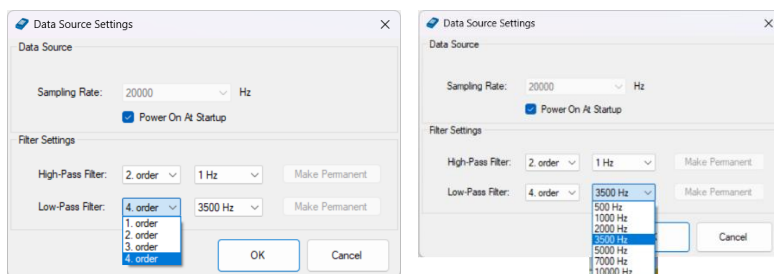 Data Source Settings
Data Source
Sampling Rate: 20000 Hz
Power On At Startup
Filter Settings
High-Pass Filter: 2. order 1 Hz Make Permanent
Low-Pass Filter: 4. order 3500 Hz Make Permanent
1. order
2. order
3. order
4. order
OK Cancel
Data Source Settings
Data Source
Sampling Rate: 20000 Hz
Power On At Startup
Filter Settings
High-Pass Filter: 2. order 1 Hz Make Permanent
Low-Pass Filter: 4. order 3500 Hz Make Permanent
500 Hz
1000 Hz
2000 Hz
3500 Hz
5000 Hz
7000 Hz
10000 Hz
Cancel